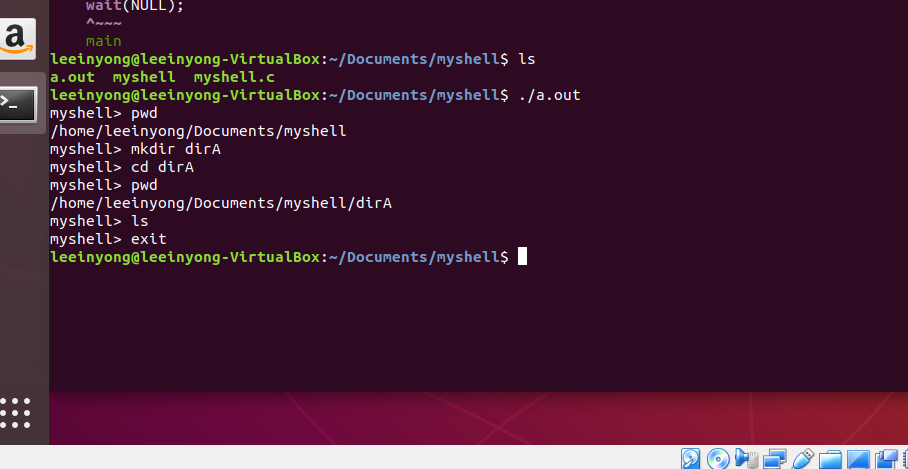 wait(NULL);
^~~~
main
leeinyong@leeinyong-VirtualBox:~/Documents/myshell$ ls
a.out  myshell  myshell.c
leeinyong@leeinyong-VirtualBox:~/Documents/myshell$ ./a.out
myshell> pwd
/home/leeinyong/Documents/myshell
myshell> mkdir dirA
myshell> cd dirA
myshell> pwd
/home/leeinyong/Documents/myshell/dirA
myshell> ls
myshell> exit
leeinyong@leeinyong-VirtualBox:~/Documents/myshell$